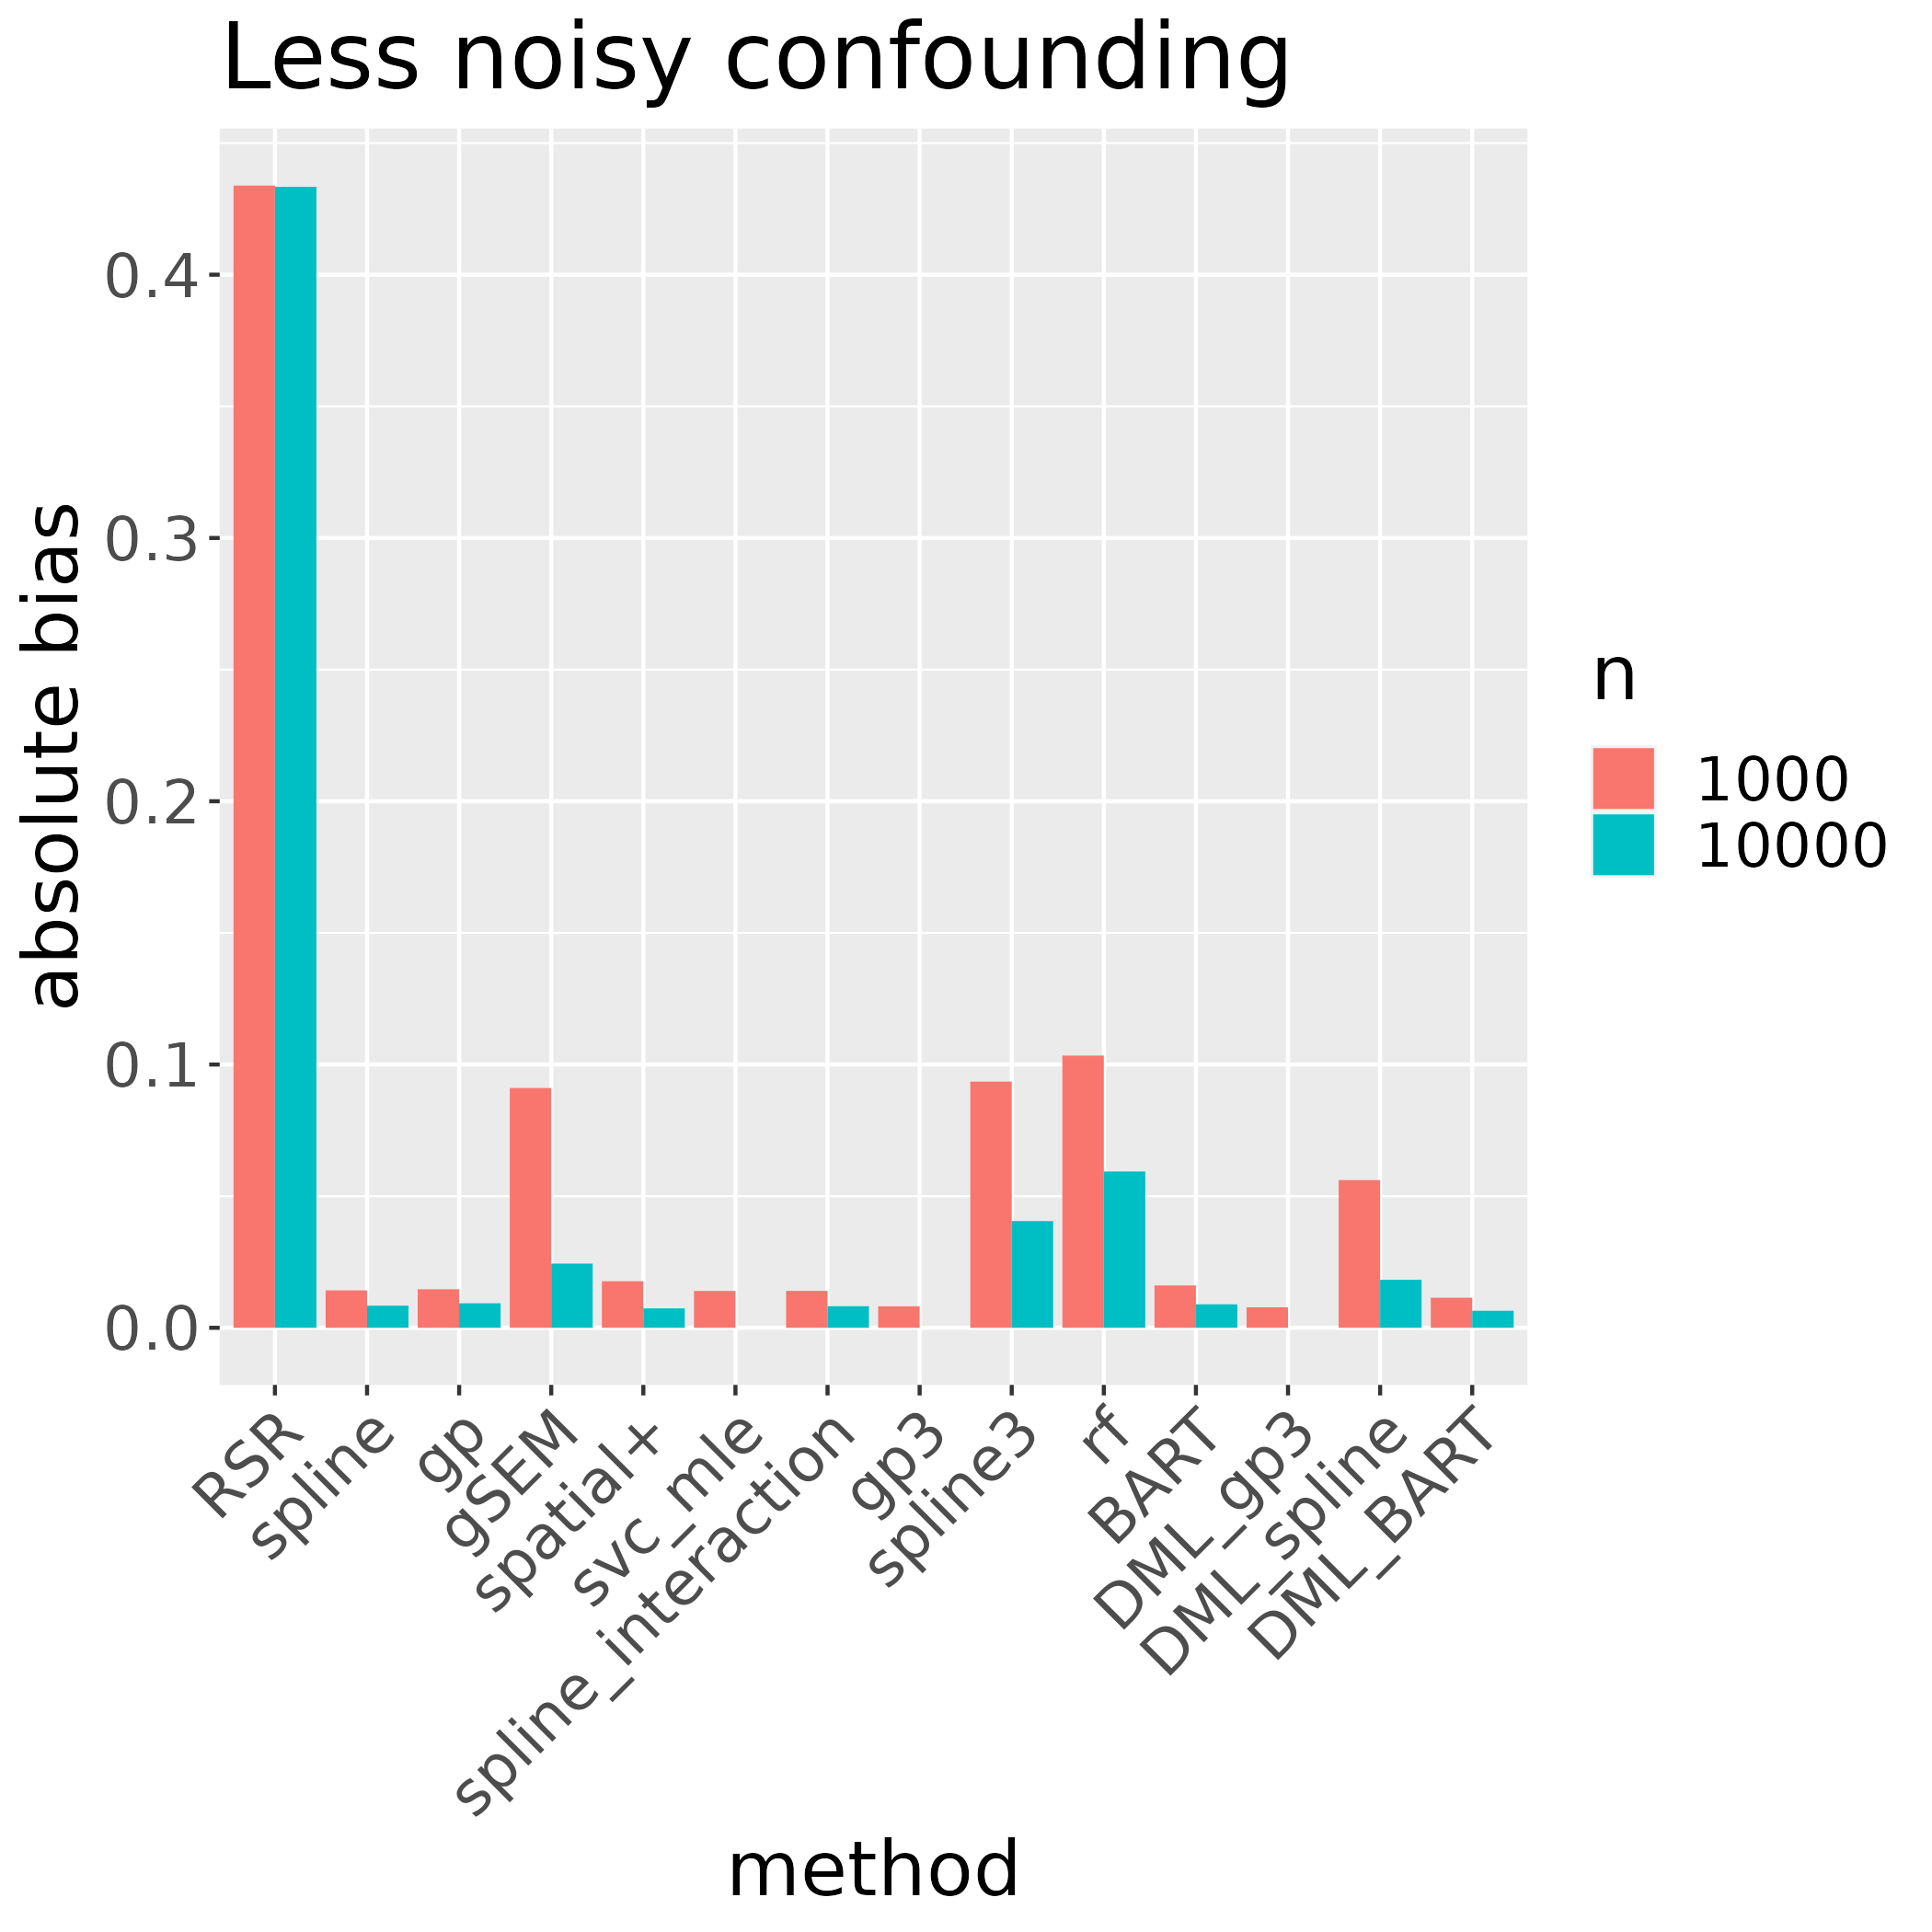 Less noisy confounding
absolute bias
0.4
0.3
0.2
0.1
0.0
RSR
spline
gp
gSEM
spatial+
svc_mle
spline_interaction
gp3
spline3
rf
BART
DML_gp3
DML_spline
DML_BART
method
n
1000
10000